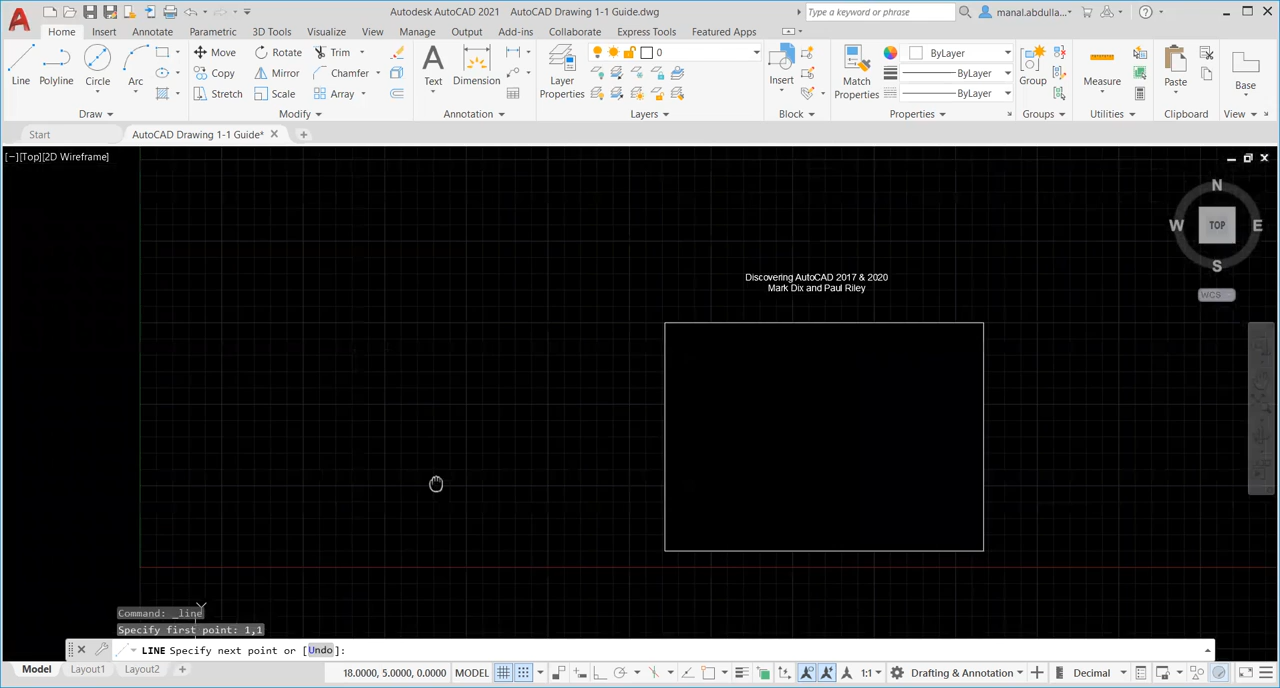 Autodesk AutoCAD 2021 AutoCAD Drawing 1-1 Guide.dwg
Type a keyword or phrase
manal.abdulla...
Home Insert Annotate Parametric 3D Tools Visualize View Manage Output Add-ins Collaborate Express Tools Featured Apps
Line Polyline Circle Arc
Move Rotate Trim
Copy Mirror Chamfer
Stretch Scale Array
Text Dimension
Layer Properties
0
Insert
Match Properties
ByLayer
ByLayer
ByLayer
Group
Measure
Paste
Base
Draw Modify Annotation Layers Block Properties Groups Utilities Clipboard View
Start AutoCAD Drawing 1-1 Guide*
[−][Top][2D Wireframe]
N
W TOP E
S
WCS
Discovering AutoCAD 2017 & 2020
Mark Dix and Paul Riley
Command: _line
Specify first point: 1,1
LINE Specify next point or [Undo]:
Model Layout1 Layout2
18.0000, 5.0000, 0.0000 MODEL 1:1 Drafting & Annotation Decimal